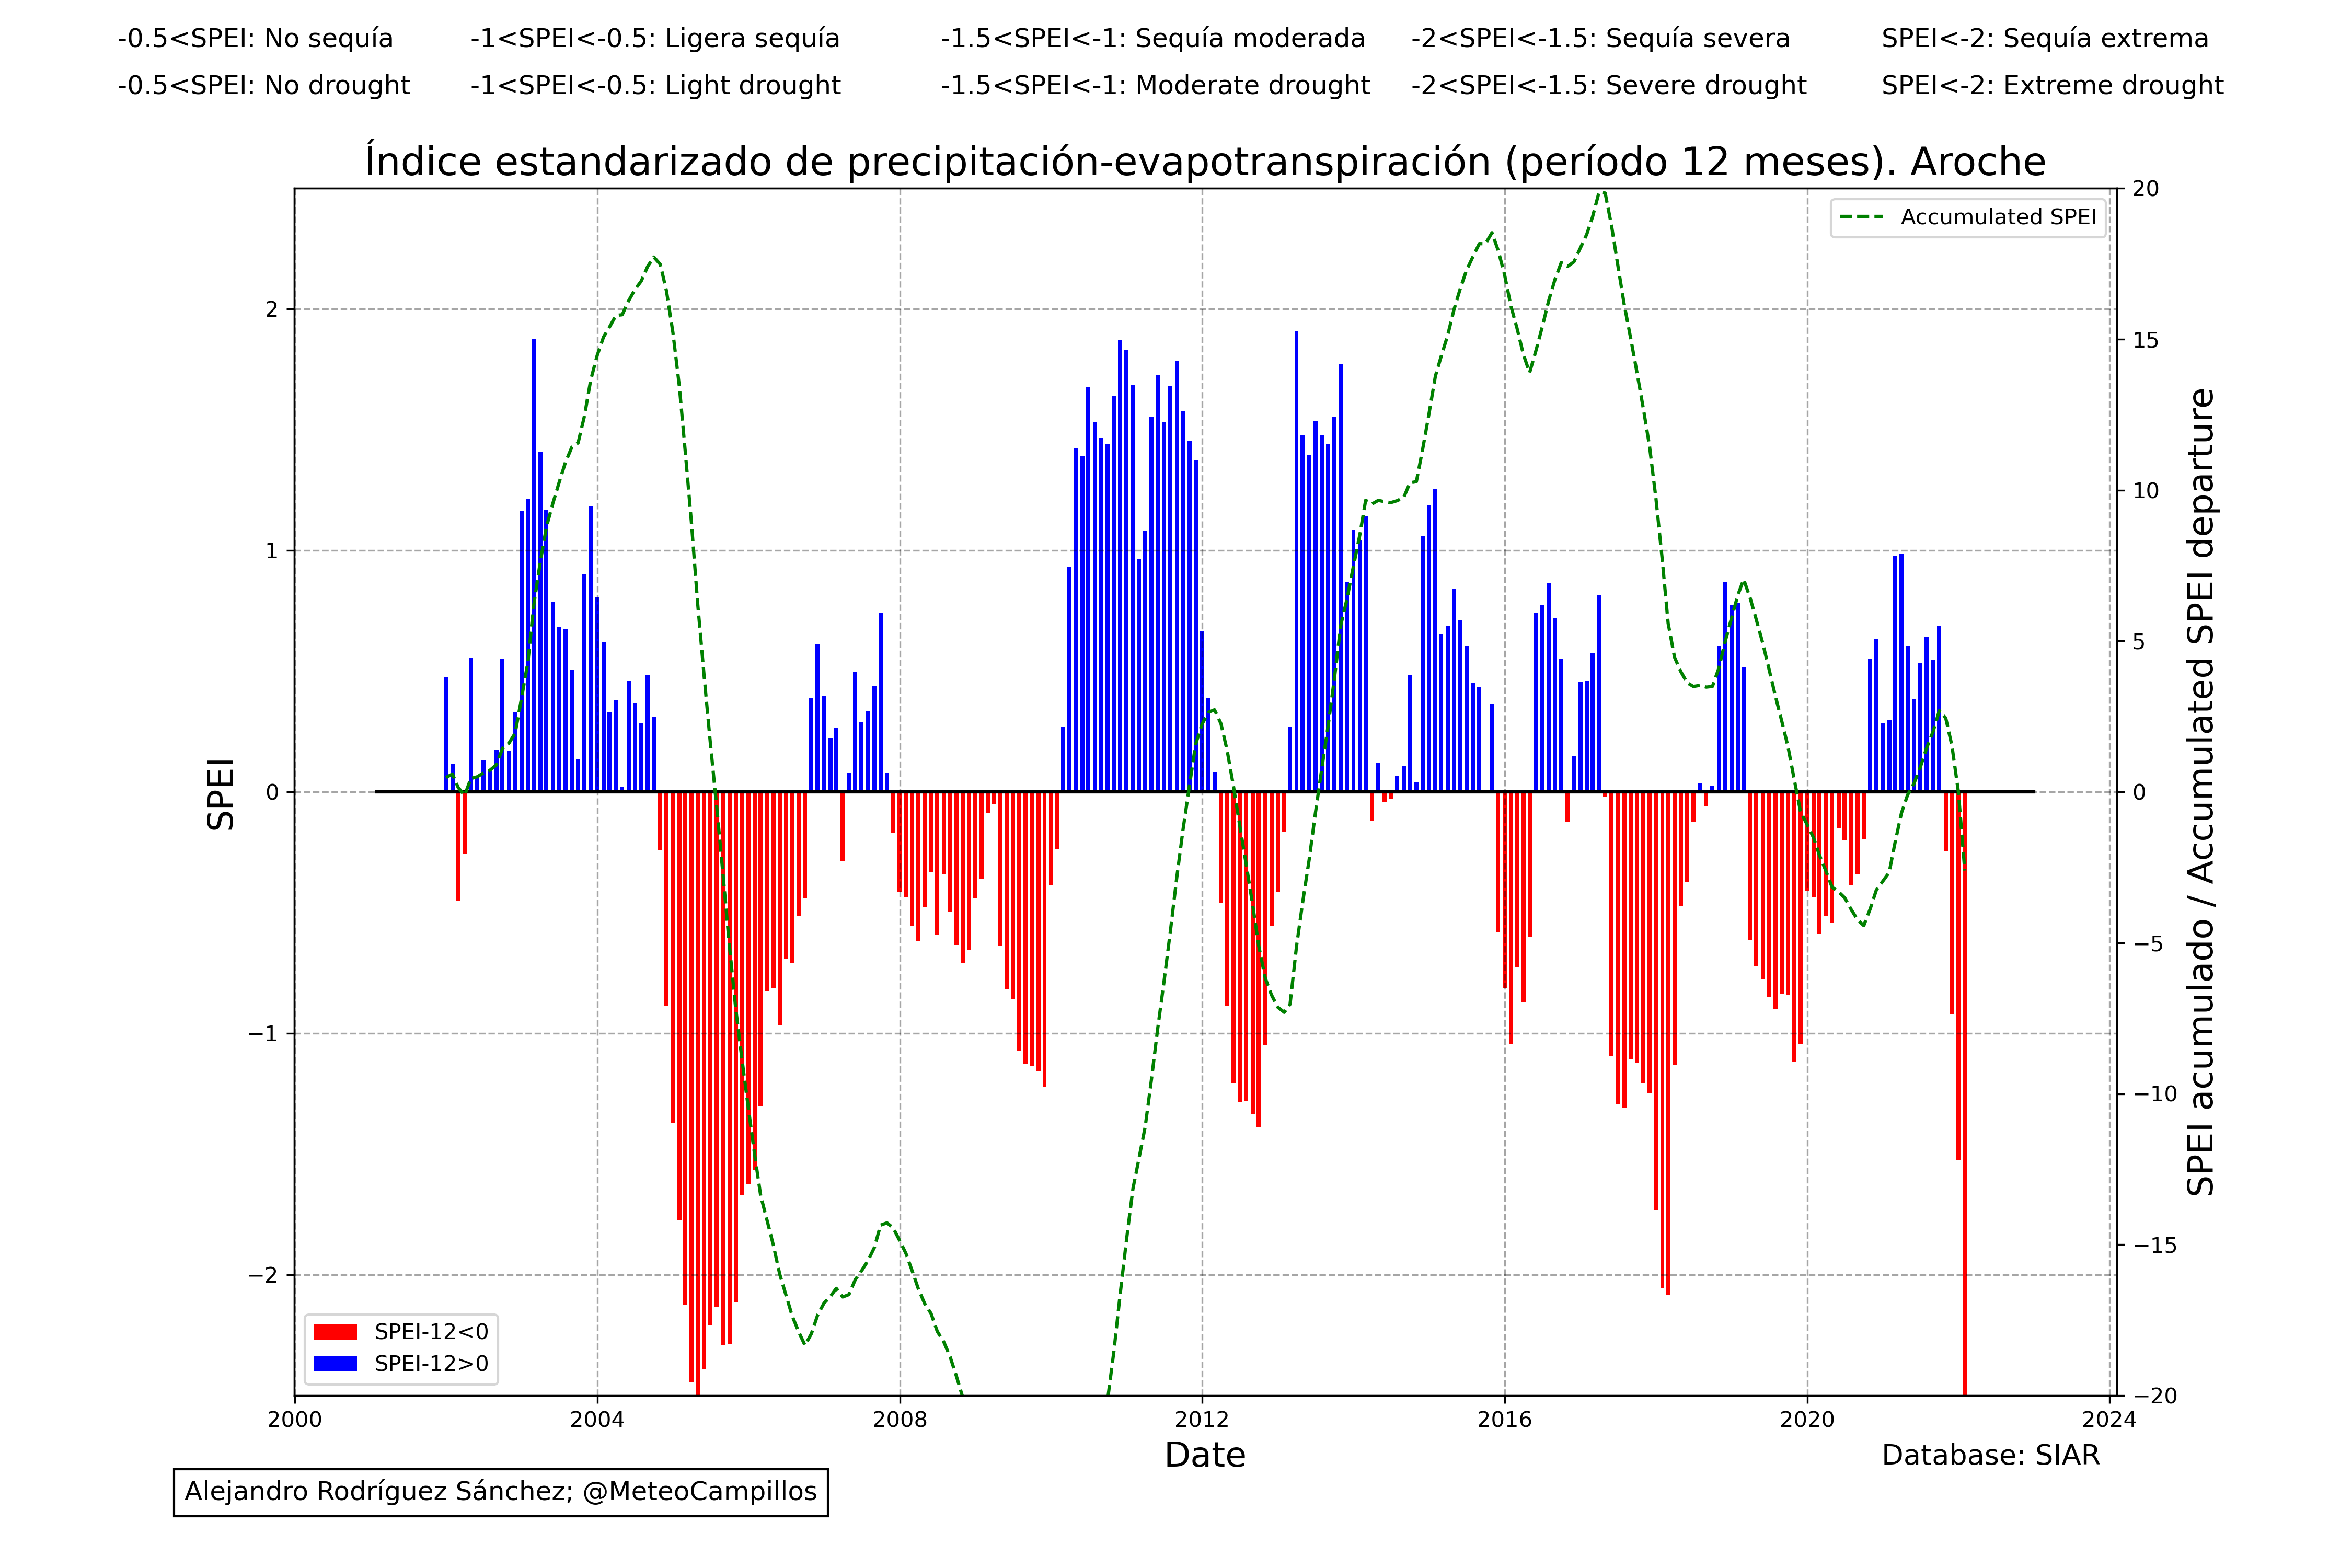 -0.5<SPEI: No sequía -1<SPEI<-0.5: Ligera sequía -1.5<SPEI<-1: Sequía moderada -2<SPEI<-1.5: Sequía severa SPEI<-2: Sequía extrema
-0.5<SPEI: No drought -1<SPEI<-0.5: Light drought -1.5<SPEI<-1: Moderate drought -2<SPEI<-1.5: Severe drought SPEI<-2: Extreme drought
Índice estandarizado de precipitación-evapotranspiración (período 12 meses). Aroche
Accumulated SPEI
SPEI
2
1
0
−1
−2
20
15
10
5
0
−5
−10
−15
−20
SPEI acumulado / Accumulated SPEI departure
SPEI-12<0
SPEI-12>0
2000 2004 2008 2012 2016 2020 2024
Date
Database: SIAR
Alejandro Rodríguez Sánchez; @MeteoCampillos